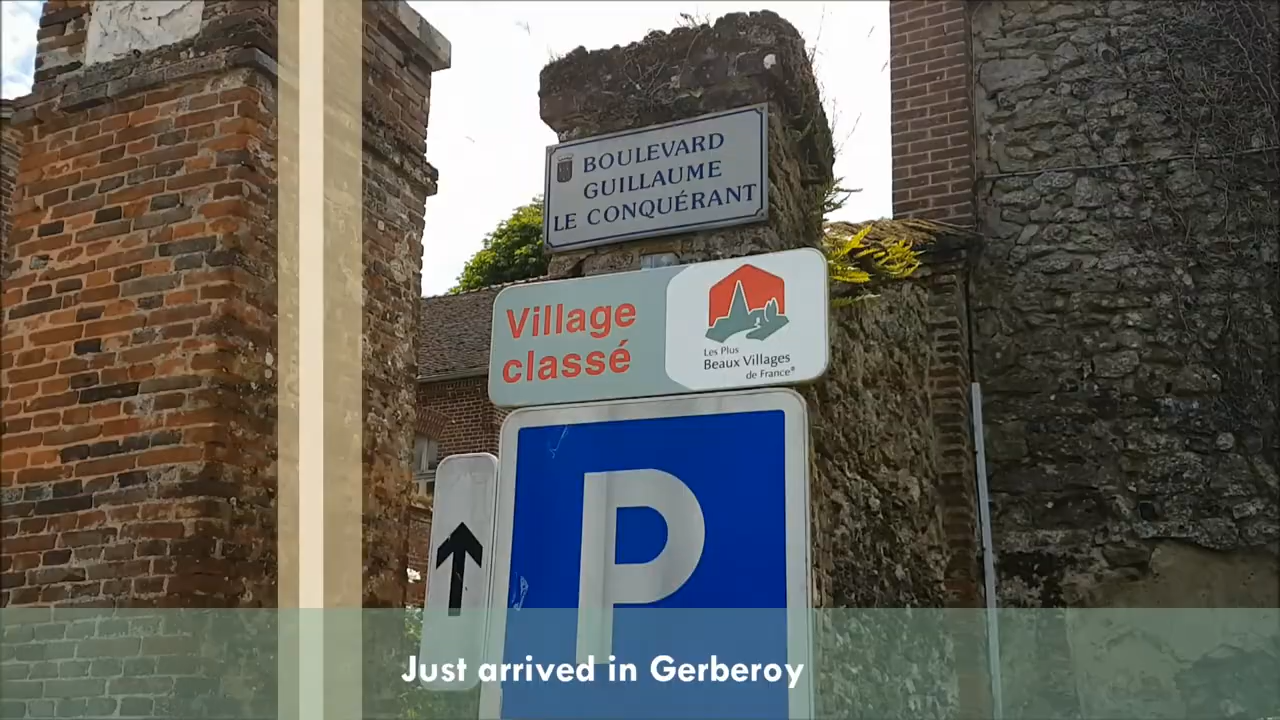 BOULEVARD
GUILLAUME
LE CONQUÉRANT
Village
classé
Les Plus
Beaux Villages
de France®
P
Just arrived in Gerberoy